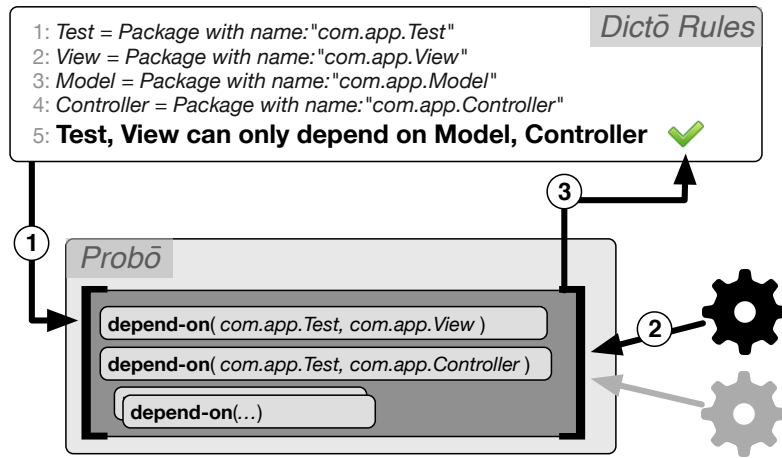 Dictō Rules
1: Test = Package with name:"com.app.Test"
2: View = Package with name:"com.app.View"
3: Model = Package with name:"com.app.Model"
4: Controller = Package with name:"com.app.Controller"
5: Test, View can only depend on Model, Controller
3
1
Probō
depend-on( com.app.Test, com.app.View )
2
depend-on( com.app.Test, com.app.Controller )
depend-on(…)